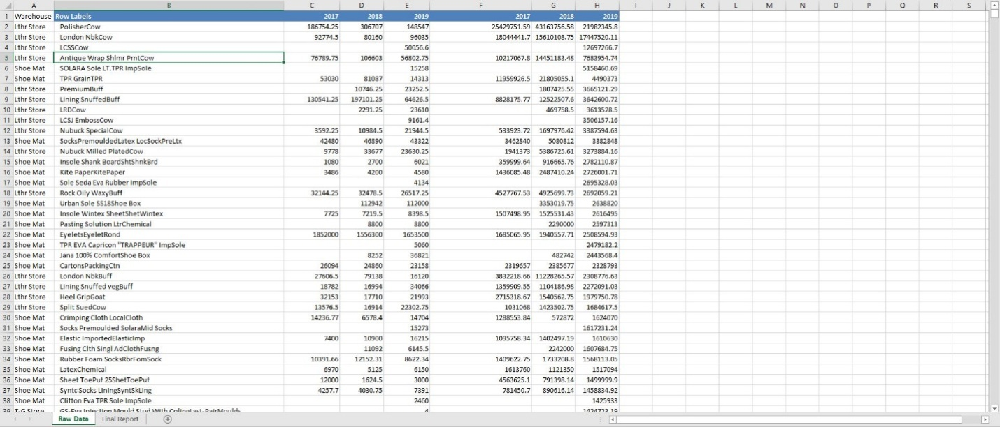 A B C D E F G H I J K L M N O P Q R S
1 Warehouse Row Labels 2017 2018 2019 2017 2018 2019
2 Lthr Store PolisherCow 186754.25 306707 148547 25429751.59 43163756.58 21982345.8
3 Lthr Store London NbkCow 92774.5 80160 96035 18044441.7 15610108.75 17447520.11
4 Lthr Store LCSSCow 50056.6 12697266.7
5 Lthr Store Antique Wrap Shlmr PrntCow 76789.75 106603 56802.75 10217067.8 14451183.48 7683954.74
6 Shoe Mat SOLARA Sole LT.TPR ImpSole 15258 5158460.69
7 Shoe Mat TPR GrainTPR 53030 81087 14313 11959926.5 21805055.1 4490373
8 Lthr Store PremiumBuff 10746.25 23252.5 1807425.55 3665121.29
9 Lthr Store Lining SnuffedBuff 130541.25 197101.25 64626.5 8828175.77 12522507.6 3642600.72
10 Lthr Store LRDCow 2291.25 23610 469758.5 3613528.5
11 Lthr Store LCSJ EmbossCow 9161.4 3506157.16
12 Lthr Store Nubuck SpecialCow 3592.25 10984.5 21944.5 533923.72 1697976.42 3387594.63
13 Shoe Mat SocksPremouldedLatex LocSockPreLtx 42480 46890 43322 3462840 5080812 3382848
14 Lthr Store Nubuck Milled PlatedCow 9778 33677 23630.25 1941373 5386725.61 3273884.16
15 Shoe Mat Insole Shank BoardShtShnkBrd 1080 2700 6021 359999.64 916665.76 2782110.87
16 Shoe Mat Kite PaperKitePaper 3486 4200 4580 1436085.48 2487410.24 2726001.71
17 Shoe Mat Sole Seda Eva Rubber ImpSole 4134 2695328.03
18 Lthr Store Rock Oily WaxyBuff 32144.25 32478.5 26517.25 4527767.53 4925699.73 2692059.21
19 Shoe Mat Urban Sole SS18Shoe Box 112942 112000 3353019.75 2638820
20 Shoe Mat Insole Wintex SheetShetWintex 7725 7219.5 8398.5 1507498.95 1525531.43 2616495
21 Shoe Mat Pasting Solution LtrChemical 8800 8800 2290000 2597313
22 Shoe Mat EyeletsEyeletRond 1852000 1556300 1653500 1685065.95 1940557.71 2508594.93
23 Shoe Mat TPR EVA Capricon "TRAPPEUR" ImpSole 5060 2479182.2
24 Shoe Mat Jana 100% ComfortShoe Box 8252 36821 482742 2443568.4
25 Shoe Mat CartonsPackingCtn 26094 24860 23158 2319657 2385677 2328793
26 Lthr Store London NbkBuff 27606.5 79138 16120 3832218.66 11228265.57 2308776.63
27 Lthr Store Lining Snuffed vegBuff 18782 16994 34066 1359909.55 1104186.98 2272091.03
28 Lthr Store Heel GripGoat 32153 17710 21993 2715318.67 1540562.75 1979750.78
29 Lthr Store Split SuedCow 13576.5 16914 22302.75 1031068 1423502.75 1684617.5
30 Shoe Mat Crimping Cloth LocalCloth 14236.77 6578.4 14704 1288553.84 572872 1624070
31 Shoe Mat Socks Premoulded SolaraMid Socks 15273 1617231.24
32 Shoe Mat Elastic ImportedElasticImp 7400 10900 16215 1095758.34 1402497.19 1610630
33 Shoe Mat Fusing Clth Singl AdClothFusng 11092 6145.5 2242000 1607684.75
34 Shoe Mat Rubber Foam SocksRbrFomSock 10391.66 12152.31 8622.34 1409622.75 1733208.8 1568113.05
35 Shoe Mat LatexChemical 6970 5125 6150 1613760 1121350 1517094
36 Shoe Mat Sheet ToePuf 25ShetToePuf 12000 1624.5 3000 4563625.1 791398.14 1499999.9
37 Shoe Mat Syntc Socks LiningSyntSkLing 4257.7 4030.75 7391 781450.7 890616.14 1458834.92
38 Shoe Mat Clifton Eva TPR Sole ImpSole 2460 1425933
39 T-G Store GS-Eva Injection Mould Stud With ColingLast-PairMoulds 4 1424723.19
Raw Data Final Report